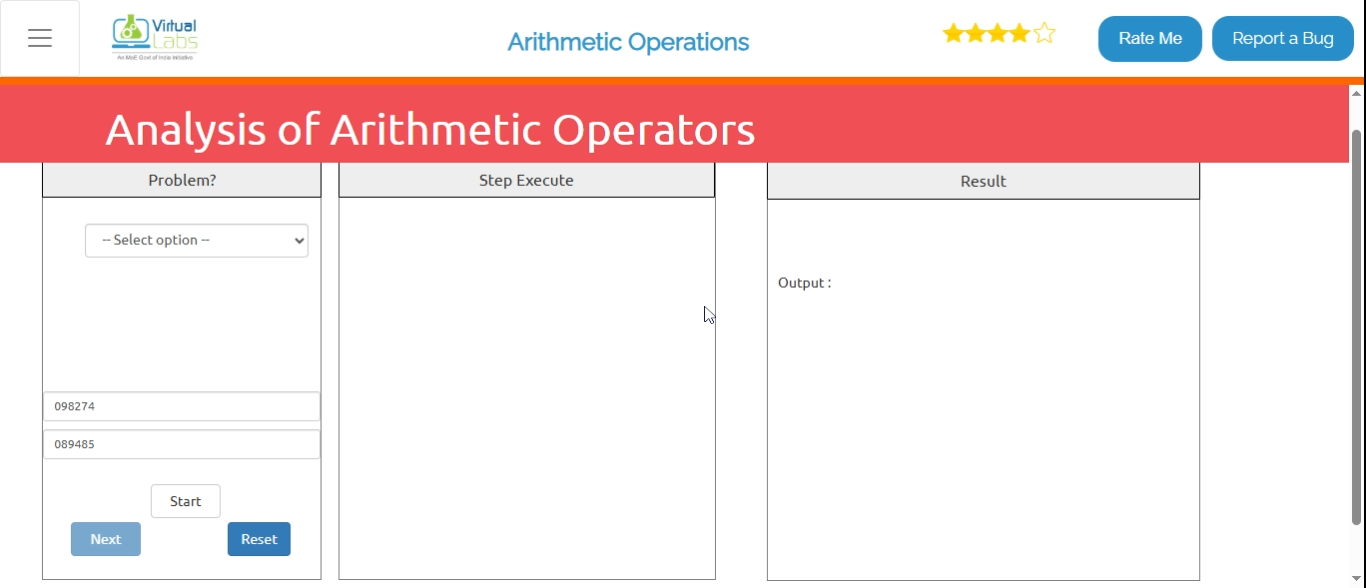 Virtual
Labs
An MoE Govt of India Initiative
Arithmetic Operations
Rate Me
Report a Bug
Analysis of Arithmetic Operators
Problem?
Step Execute
Result
-- Select option --
Output :
098274
089485
Start
Next
Reset